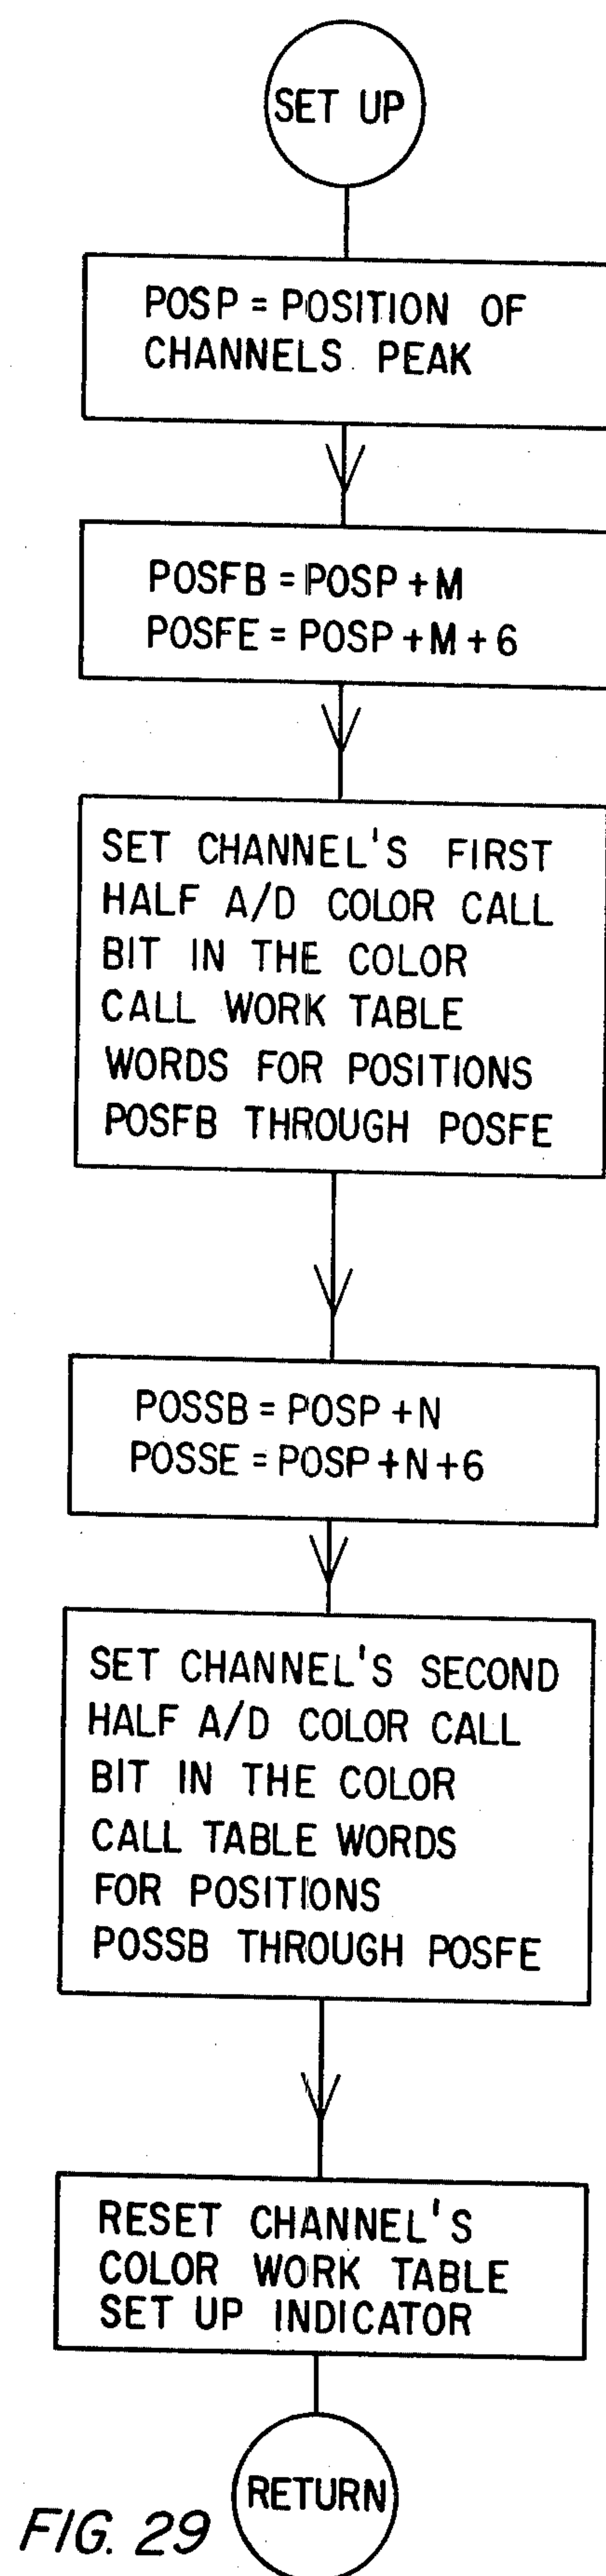 SET UP
POSP = POSITION OF
CHANNELS PEAK
POSFB = POSP + M
POSFE = POSP + M + 6
SET CHANNEL'S FIRST
HALF A/D COLOR CALL
BIT IN THE COLOR
CALL WORK TABLE
WORDS FOR POSITIONS
POSFB THROUGH POSFE
POSSB = POSP + N
POSSE = POSP + N + 6
SET CHANNEL'S SECOND
HALF A/D COLOR CALL
BIT IN THE COLOR
CALL TABLE WORDS
FOR POSITIONS
POSSB THROUGH POSFE
RESET CHANNEL'S
COLOR WORK TABLE
SET UP INDICATOR
RETURN
FIG. 29